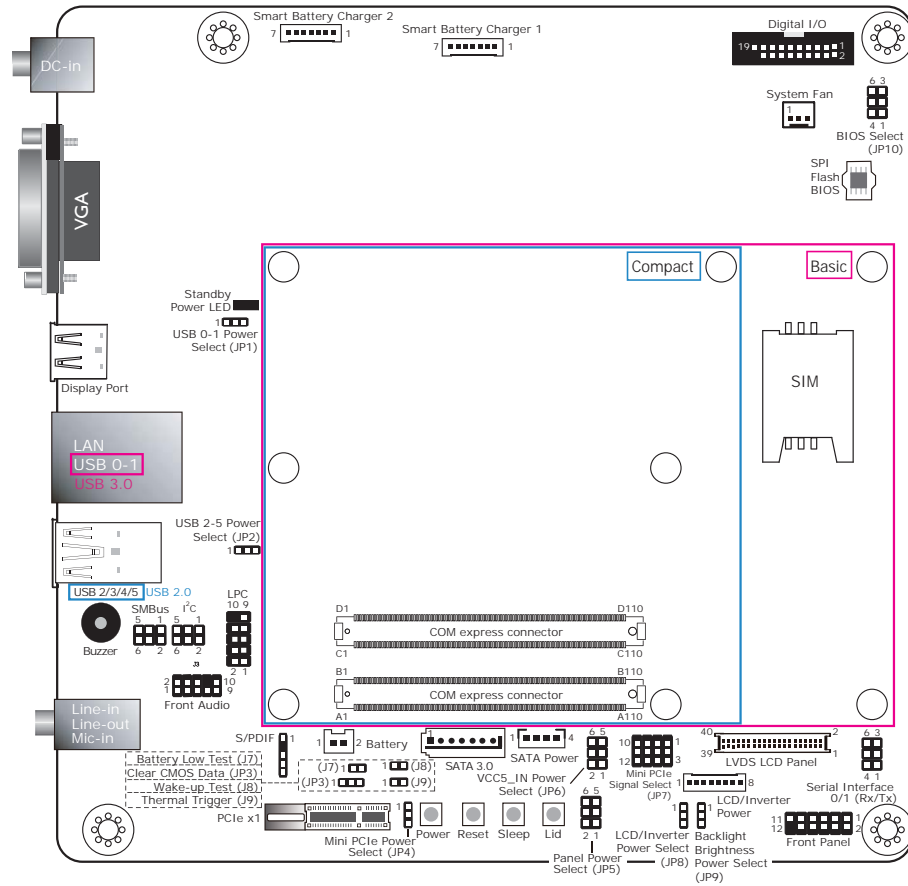 Smart Battery Charger 2
7 1
Smart Battery Charger 1
7 1
Digital I/O
19 1
2
DC-in
System Fan
1
6 3
4 1
BIOS Select
(JP10)
SPI
Flash
BIOS
VGA
Compact
Basic
Standby
Power LED
1
USB 0-1 Power
Select (JP1)
Display Port
SIM
LAN
USB 0-1
USB 3.0
USB 2-5 Power
Select (JP2)
1
USB 2/3/4/5 USB 2.0
Buzzer
SMBus
5 1
6 2
I²C
5 1
6 2
LPC
10 9
2 1
J3
2 10
1 9
Front Audio
D1 D110
COM express connector
C1 C110
B1 B110
COM express connector
A1 A110
Line-in
Line-out
Mic-in
S/PDIF 1
1 2 Battery
1
SATA 3.0
1 4
SATA Power
6 5
2 1
VCC5_IN Power
Select (JP6)
10 1
12 3
Mini PCIe
Signal Select
(JP7)
40 2
39 1
LVDS LCD Panel
6 3
4 1
Serial Interface
0/1 (Rx/Tx)
1 8
LCD/Inverter
Power
Battery Low Test (J7)
Clear CMOS Data (JP3)
Wake-up Test (J8)
Thermal Trigger (J9)
(J7) 1
1 (J8)
(JP3) 1
1 (J9)
PCIe x1
1
Mini PCIe Power
Select (JP4)
Power
Reset
Sleep
Lid
6 5
2 1
Panel Power
Select (JP5)
1
LCD/Inverter
Power Select
(JP8)
1
Backlight
Brightness
Power Select
(JP9)
11 1
12 2
Front Panel